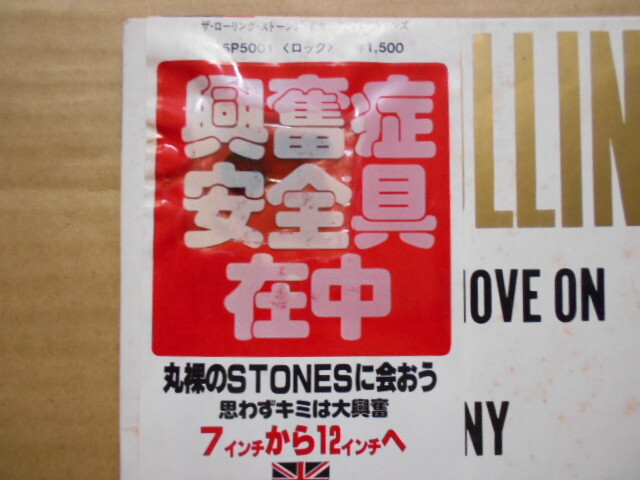 ザ・ローリング・ストーンズ
5P5001 〈ロック〉 ¥1,500
興奮症
安全具
在中
丸裸のSTONESに会おう
思わずキミは大興奮
7インチから12インチへ
LLIN
MOVE ON
NY